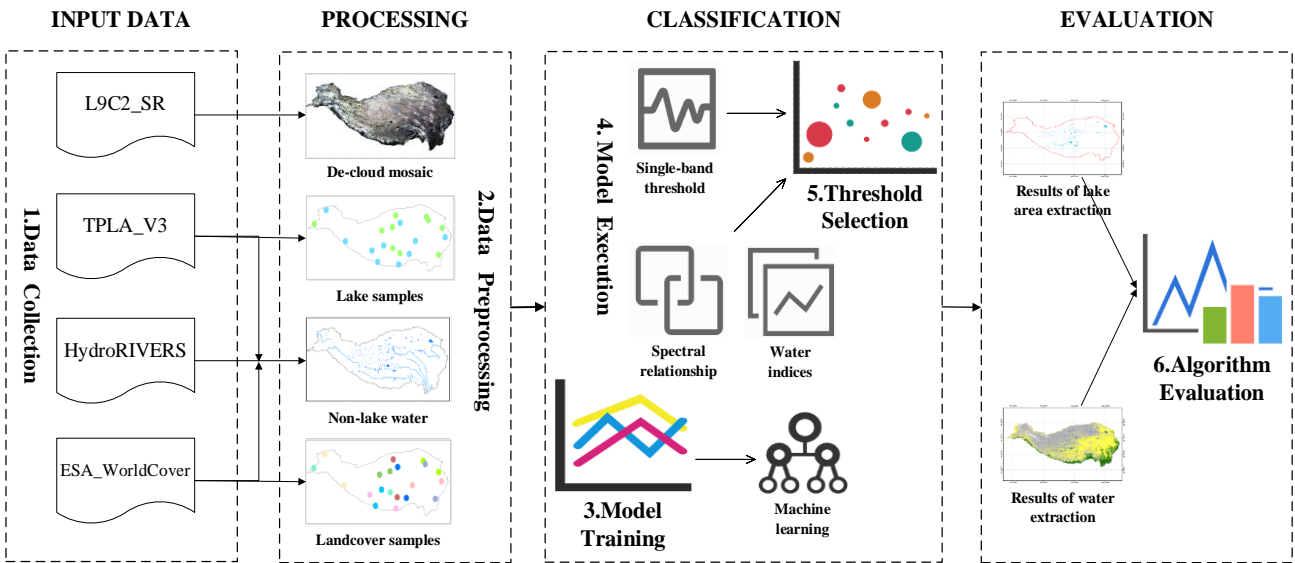 INPUT DATA
PROCESSING
CLASSIFICATION
EVALUATION
1.Data Collection
L9C2_SR
TPLA_V3
HydroRIVERS
ESA_WorldCover
De-cloud mosaic
Lake samples
Non-lake water
Landcover samples
2.Data Preprocessing
4. Model Execution
Single-band
threshold
5.Threshold
Selection
Spectral
relationship
Water
indices
3.Model
Training
Machine
learning
Results of lake
area extraction
6.Algorithm
Evaluation
Results of water
extraction